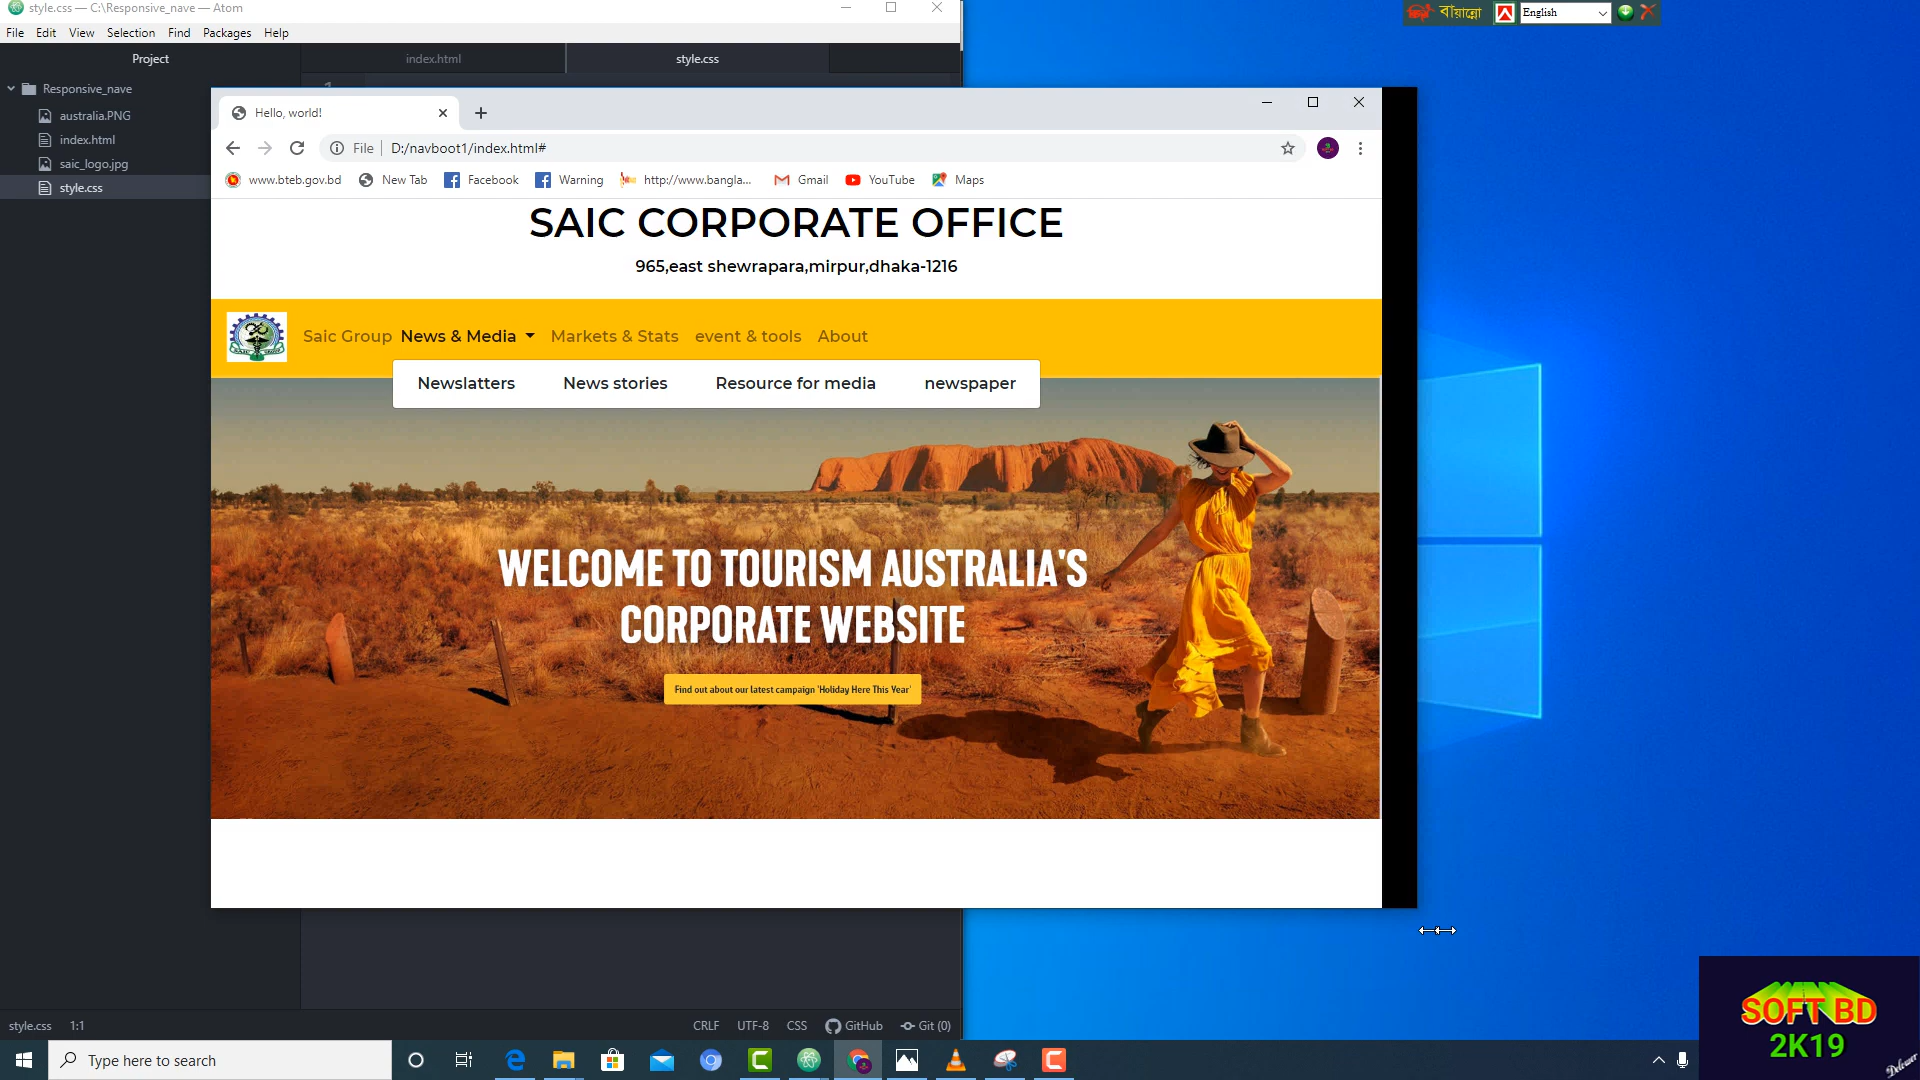 style.css — C:\Responsive_nave — Atom
বায়ান্নো
English
File Edit View Selection Find Packages Help
Project
index.html
style.css
1
Responsive_nave
australia.PNG
index.html
saic_logo.jpg
style.css
Hello, world!
File D:/navboot1/index.html#
www.bteb.gov.bd New Tab Facebook Warning http://www.bangla... Gmail YouTube Maps
SAIC CORPORATE OFFICE
965,east shewrapara,mirpur,dhaka-1216
Saic Group News & Media Markets & Stats event & tools About
Newslatters News stories Resource for media newspaper
WELCOME TO TOURISM AUSTRALIA'S
CORPORATE WEBSITE
Find out about our latest campaign 'Holiday Here This Year'
style.css 1:1
CRLF UTF-8 CSS GitHub Git (0)
Type here to search
SOFT BD
2K19
Delower